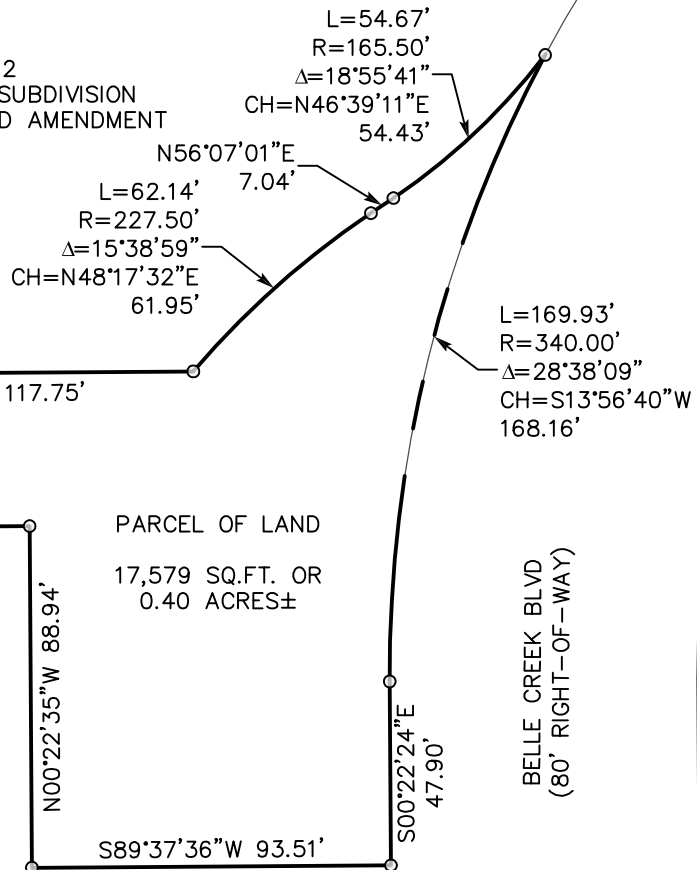 L=54.67’
R=165.50’
Δ=18°55’41”
CH=N46°39’11”E
54.43’
2
SUBDIVISION
D AMENDMENT
N56°07’01”E
7.04’
L=62.14’
R=227.50’
Δ=15°38’59”
CH=N48°17’32”E
61.95’
L=169.93’
R=340.00’
Δ=28°38’09”
CH=S13°56’40”W
168.16’
117.75’
PARCEL OF LAND
17,579 SQ.FT. OR
0.40 ACRES±
N00°22’35”W 88.94’
S00°22’24”E
47.90’
BELLE CREEK BLVD
(80’ RIGHT-OF-WAY)
S89°37’36”W 93.51’